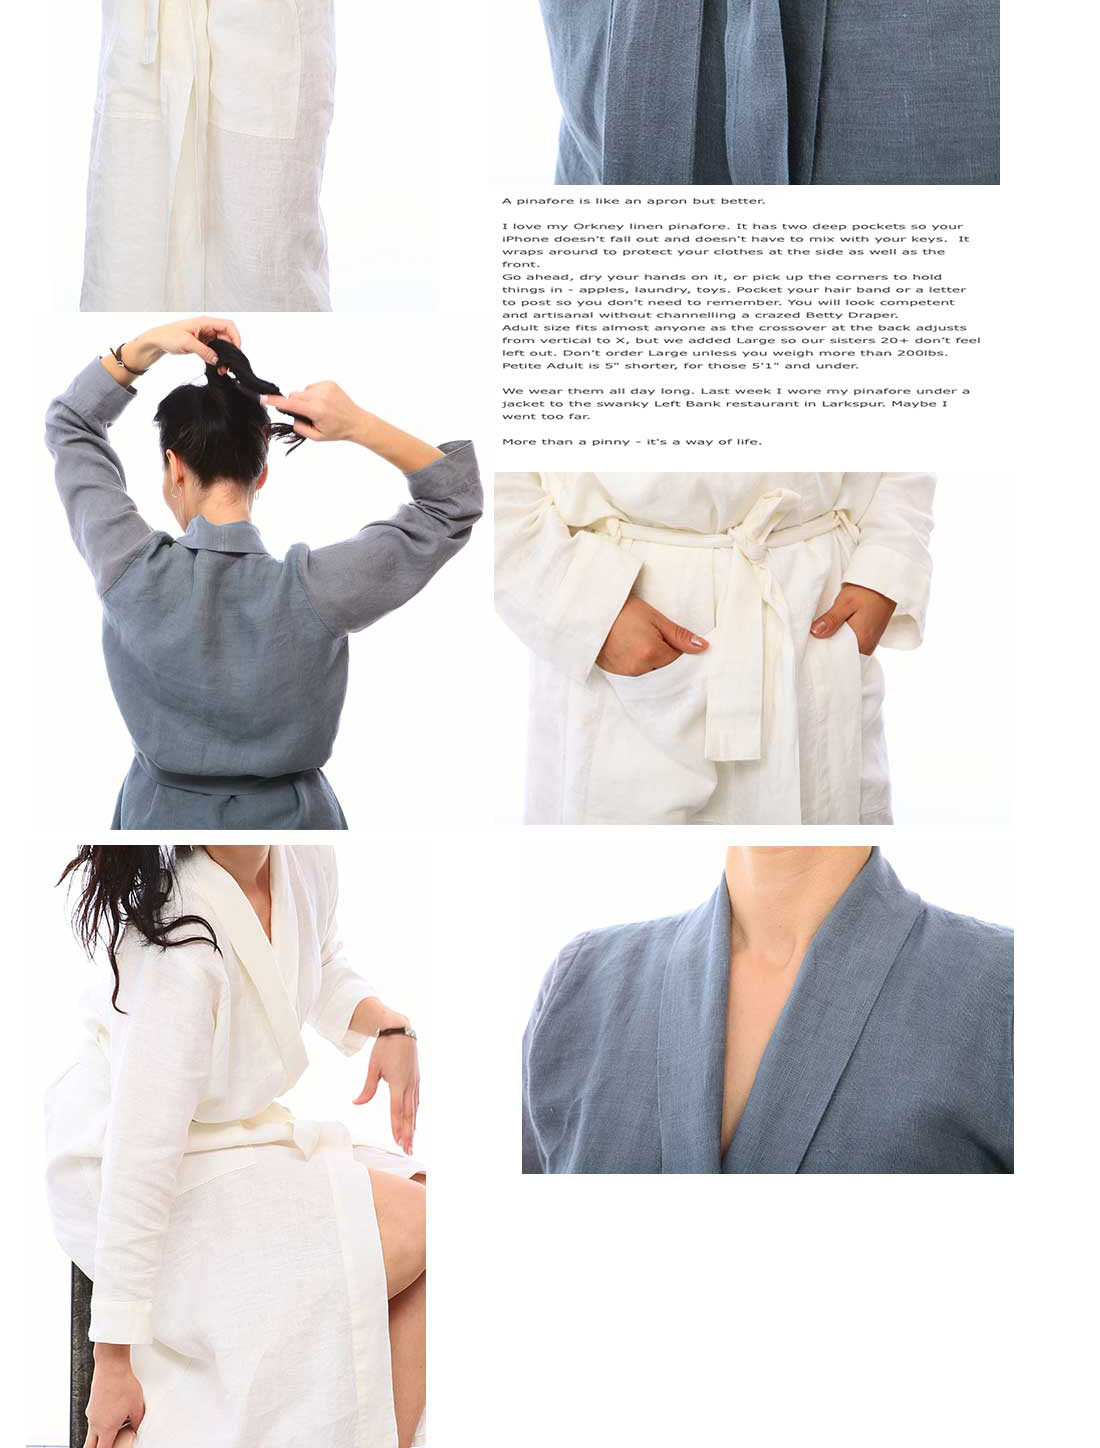 A pinafore is like an apron but better.
I love my Orkney linen pinafore. It has two deep pockets so your
iPhone doesn't fall out and doesn't have to mix with your keys.  It
wraps around to protect your clothes at the side as well as the
front.
Go ahead, dry your hands on it, or pick up the corners to hold
things in - apples, laundry, toys. Pocket your hair band or a letter
to post so you don't need to remember. You will look competent
and artisanal without channelling a crazed Betty Draper.
Adult size fits almost anyone as the crossover at the back adjusts
from vertical to X, but we added Large so our sisters 20+ don't feel
left out. Don't order Large unless you weigh more than 200lbs.
Petite Adult is 5" shorter, for those 5'1" and under.
We wear them all day long. Last week I wore my pinafore under a
jacket to the swanky Left Bank restaurant in Larkspur. Maybe I
went too far.
More than a pinny - it's a way of life.